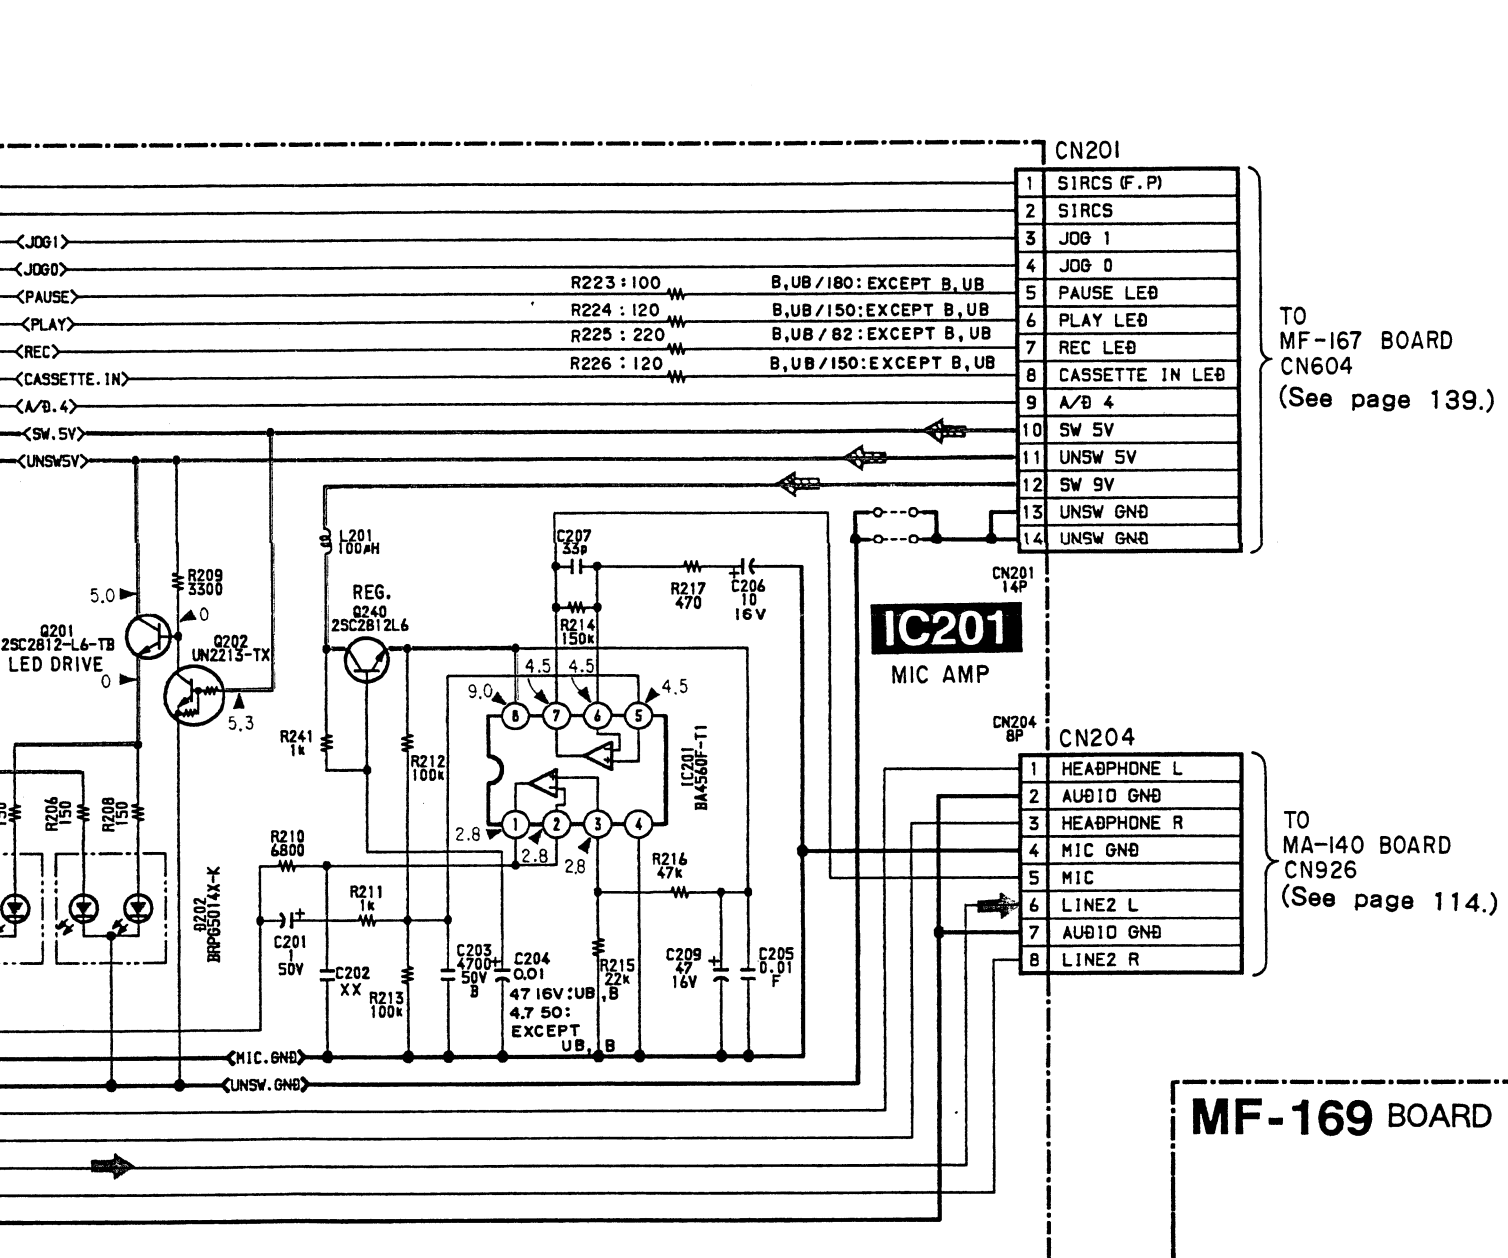 CN201
1 SIRCS (F.P)
2 SIRCS
<JOG1>
3 JOG 1
<JOG0>
4 JOG 0
R223:100 B,UB/180:EXCEPT B,UB
<PAUSE>
5 PAUSE LED
R224:120 B,UB/150:EXCEPT B,UB
<PLAY>
6 PLAY LED
R225:220 B,UB/82:EXCEPT B,UB
<REC>
7 REC LED
R226:120 B,UB/150:EXCEPT B,UB
<CASSETTE.IN>
8 CASSETTE IN LED
<A/D.4>
9 A/D 4
<SW.5V>
10 SW 5V
<UNSW5V>
11 UNSW 5V
12 SW 9V
13 UNSW GND
14 UNSW GND
TO
MF-167 BOARD
CN604
(See page 139.)
CN201
14P
L201
100μH
C207
33p
R217
470
C206
10
16V
R214
150k
R209
3300
5.0
0
Q201
2SC2812-L6-TB
LED DRIVE
0
Q202
UN2213-TX
5.3
REG.
Q240
2SC2812L6
IC201
MIC AMP
9.0
4.5
4.5
4.5
8 7 6 5
R241
1k
R212
100k
IC201
BA4560F-T1
1 2 3 4
2.8
2.8
2.8
CN204
8P
CN204
1 HEADPHONE L
2 AUDIO GND
3 HEADPHONE R
4 MIC GND
5 MIC
6 LINE2 L
7 AUDIO GND
8 LINE2 R
TO
MA-140 BOARD
CN926
(See page 114.)
150
R206
150
R208
150
D202
BRPG5014X-K
R210
6800
R211
1k
R216
47k
C201
1
50V
C202
XX
R213
100k
C203
4700
50V
B
C204
0.01
47 16V:UB,B
4.7 50:
EXCEPT
UB, B
R215
22k
C209
47
16V
C205
0.01
F
<MIC.GND>
<UNSW.GND>
MF-169 BOARD